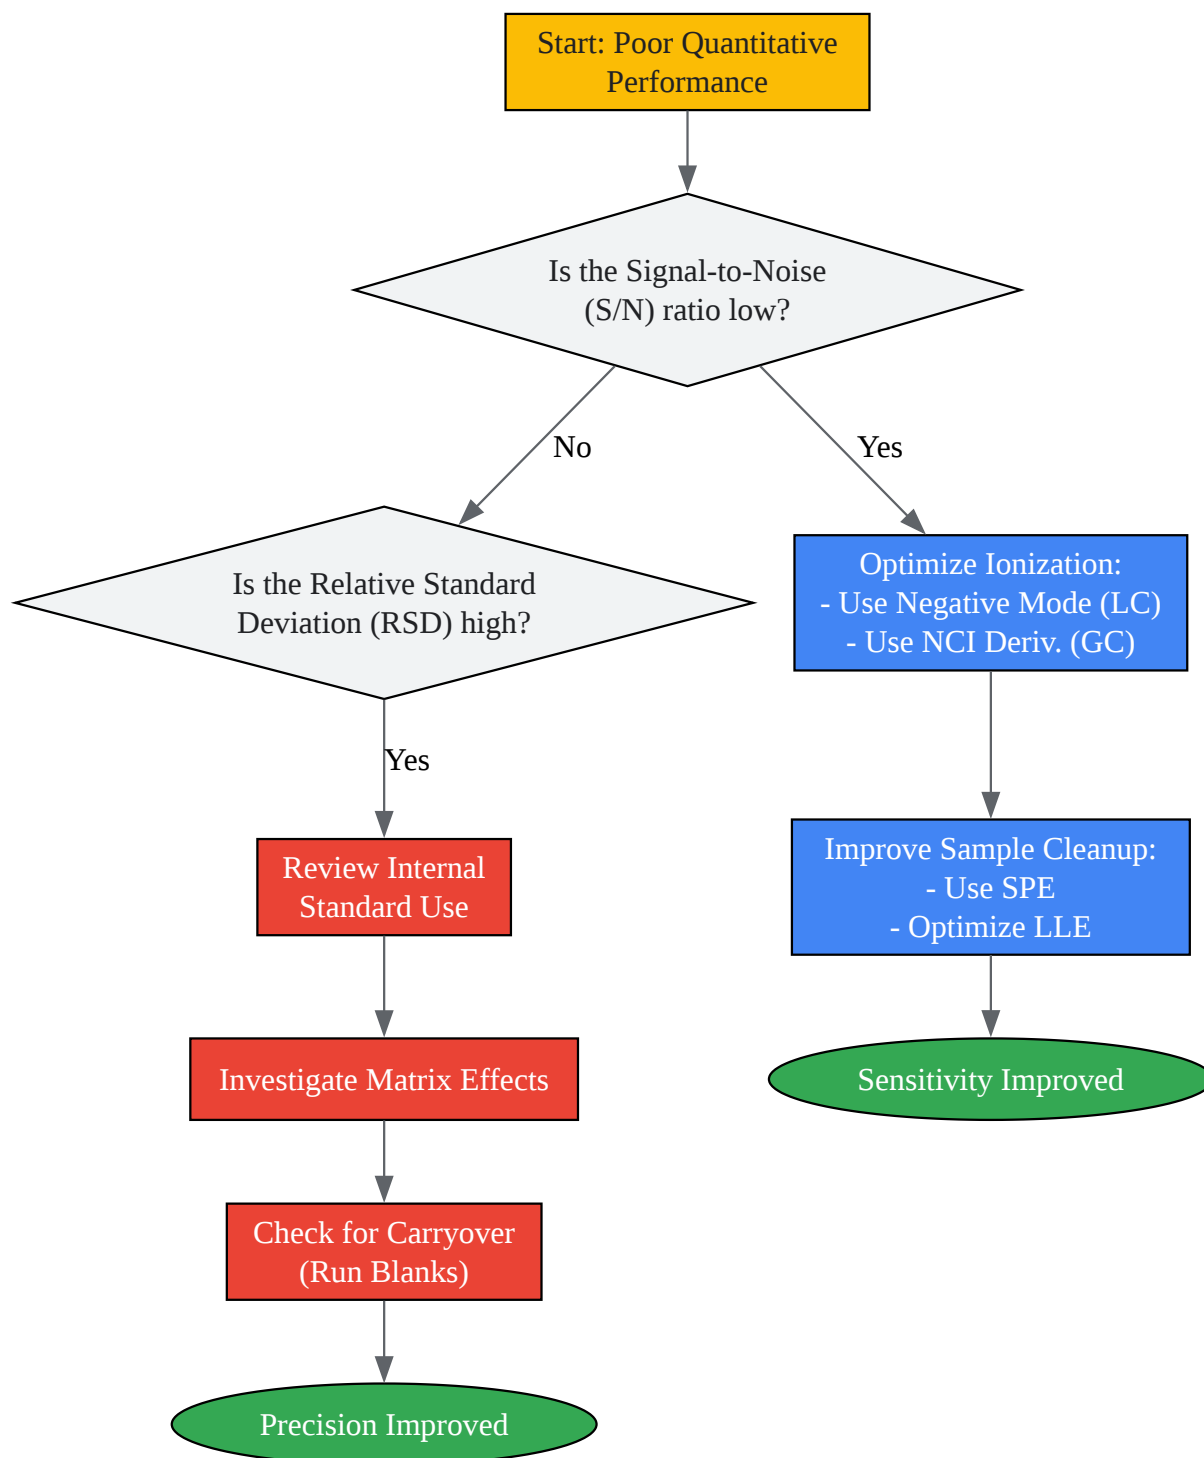 Start: Poor Quantitative
Performance
Is the Signal-to-Noise
(S/N) ratio low?
No
Yes
Is the Relative Standard
Deviation (RSD) high?
Optimize Ionization:
- Use Negative Mode (LC)
- Use NCI Deriv. (GC)
Yes
Review Internal
Standard Use
Improve Sample Cleanup:
- Use SPE
- Optimize LLE
Investigate Matrix Effects
Sensitivity Improved
Check for Carryover
(Run Blanks)
Precision Improved